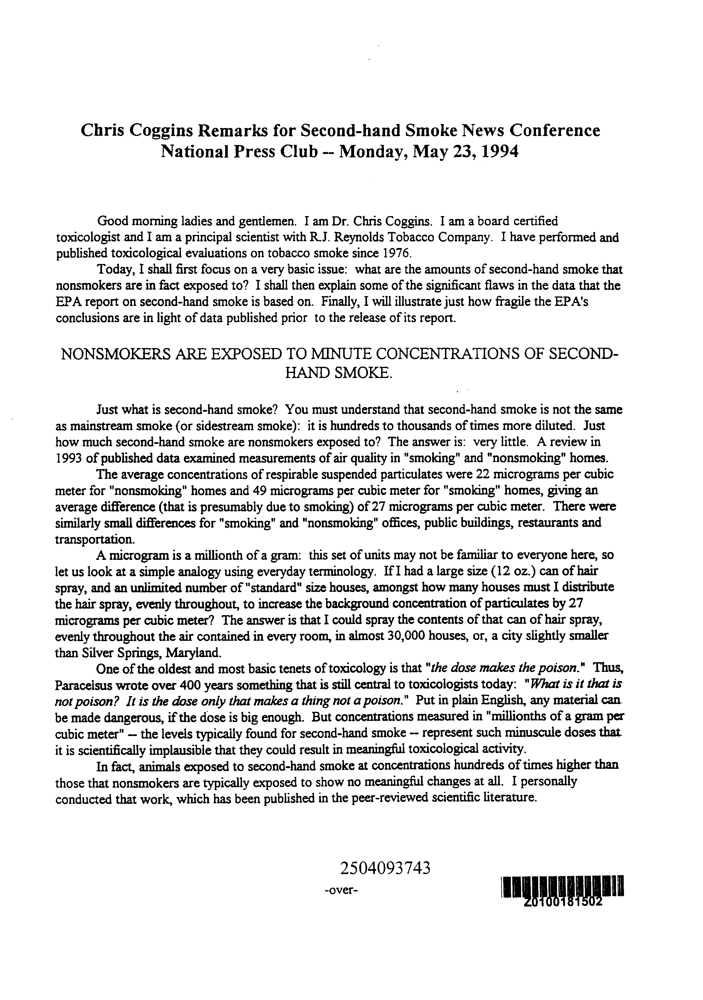 Chris Coggins Remarks for Second-hand Smoke News Conference
National Press Club -- Monday, May 23, 1994
Good morning ladies and gentlemen. I am Dr. Chris Coggins. I am a board certified
toxicologist and I am a principal scientist with R.J. Reynolds Tobacco Company. I have performed and
published toxicological evaluations on tobacco smoke since 1976.
Today, I shall first focus on a very basic issue: what are the amounts of second-hand smoke that
nonsmokers are in fact exposed to? I shall then explain some of the significant flaws in the data that the
EPA report on second-hand smoke is based on. Finally, I will illustrate just how fragile the EPA's
conclusions are in light of data published prior to the release of its report.
NONSMOKERS ARE EXPOSED TO MINUTE CONCENTRATIONS OF SECOND-
HAND SMOKE.
Just what is second-hand smoke? You must understand that second-hand smoke is not the same
as mainstream smoke (or sidestream smoke): it is hundreds to thousands of times more diluted. Just
how much second-hand smoke are nonsmokers exposed to? The answer is: very little. A review in
1993 of published data examined measurements of air quality in "smoking" and "nonsmoking" homes.
The average concentrations of respirable suspended particulates were 22 micrograms per cubic
meter for "nonsmoking" homes and 49 micrograms per cubic meter for "smoking" homes, giving an
average difference (that is presumably due to smoking) of 27 micrograms per cubic meter. There were
similarly small differences for "smoking" and "nonsmoking" offices, public buildings, restaurants and
transportation.
A microgram is a millionth of a gram: this set of units may not be familiar to everyone here, so
let us look at a simple analogy using everyday terminology. If I had a large size (12 oz.) can of hair
spray, and an unlimited number of "standard" size houses, amongst how many houses must I distribute
the hair spray, evenly throughout, to increase the background concentration of particulates by 27
micrograms per cubic meter? The answer is that I could spray the contents of that can of hair spray,
evenly throughout the air contained in every room, in almost 30,000 houses, or, a city slightly smaller
than Silver Springs, Maryland.
One of the oldest and most basic tenets of toxicology is that "the dose makes the poison." Thus,
Paracelsus wrote over 400 years something that is still central to toxicologists today: "What is it that is
not poison? It is the dose only that makes a thing not a poison." Put in plain English, any material can
be made dangerous, if the dose is big enough. But concentrations measured in "millionths of a gram per
cubic meter" -- the levels typically found for second-hand smoke -- represent such minuscule doses that
it is scientifically implausible that they could result in meaningful toxicological activity.
In fact, animals exposed to second-hand smoke at concentrations hundreds of times higher than
those that nonsmokers are typically exposed to show no meaningful changes at all. I personally
conducted that work, which has been published in the peer-reviewed scientific literature.
2504093743
-over-
Z0100181502